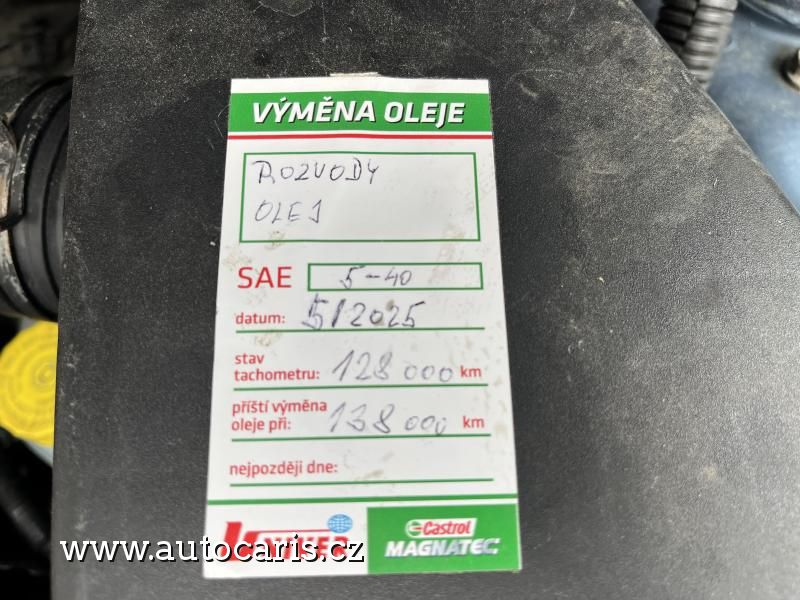 VÝMĚNA OLEJE
ROZVODY
OLEJ
SAE 5-40
datum: 5/2025
stav
tachometru: 128 000 km
příští výměna
oleje při: 138 000 km
nejpozději dne:
Castrol
MAGNATEC
www.autocaris.cz